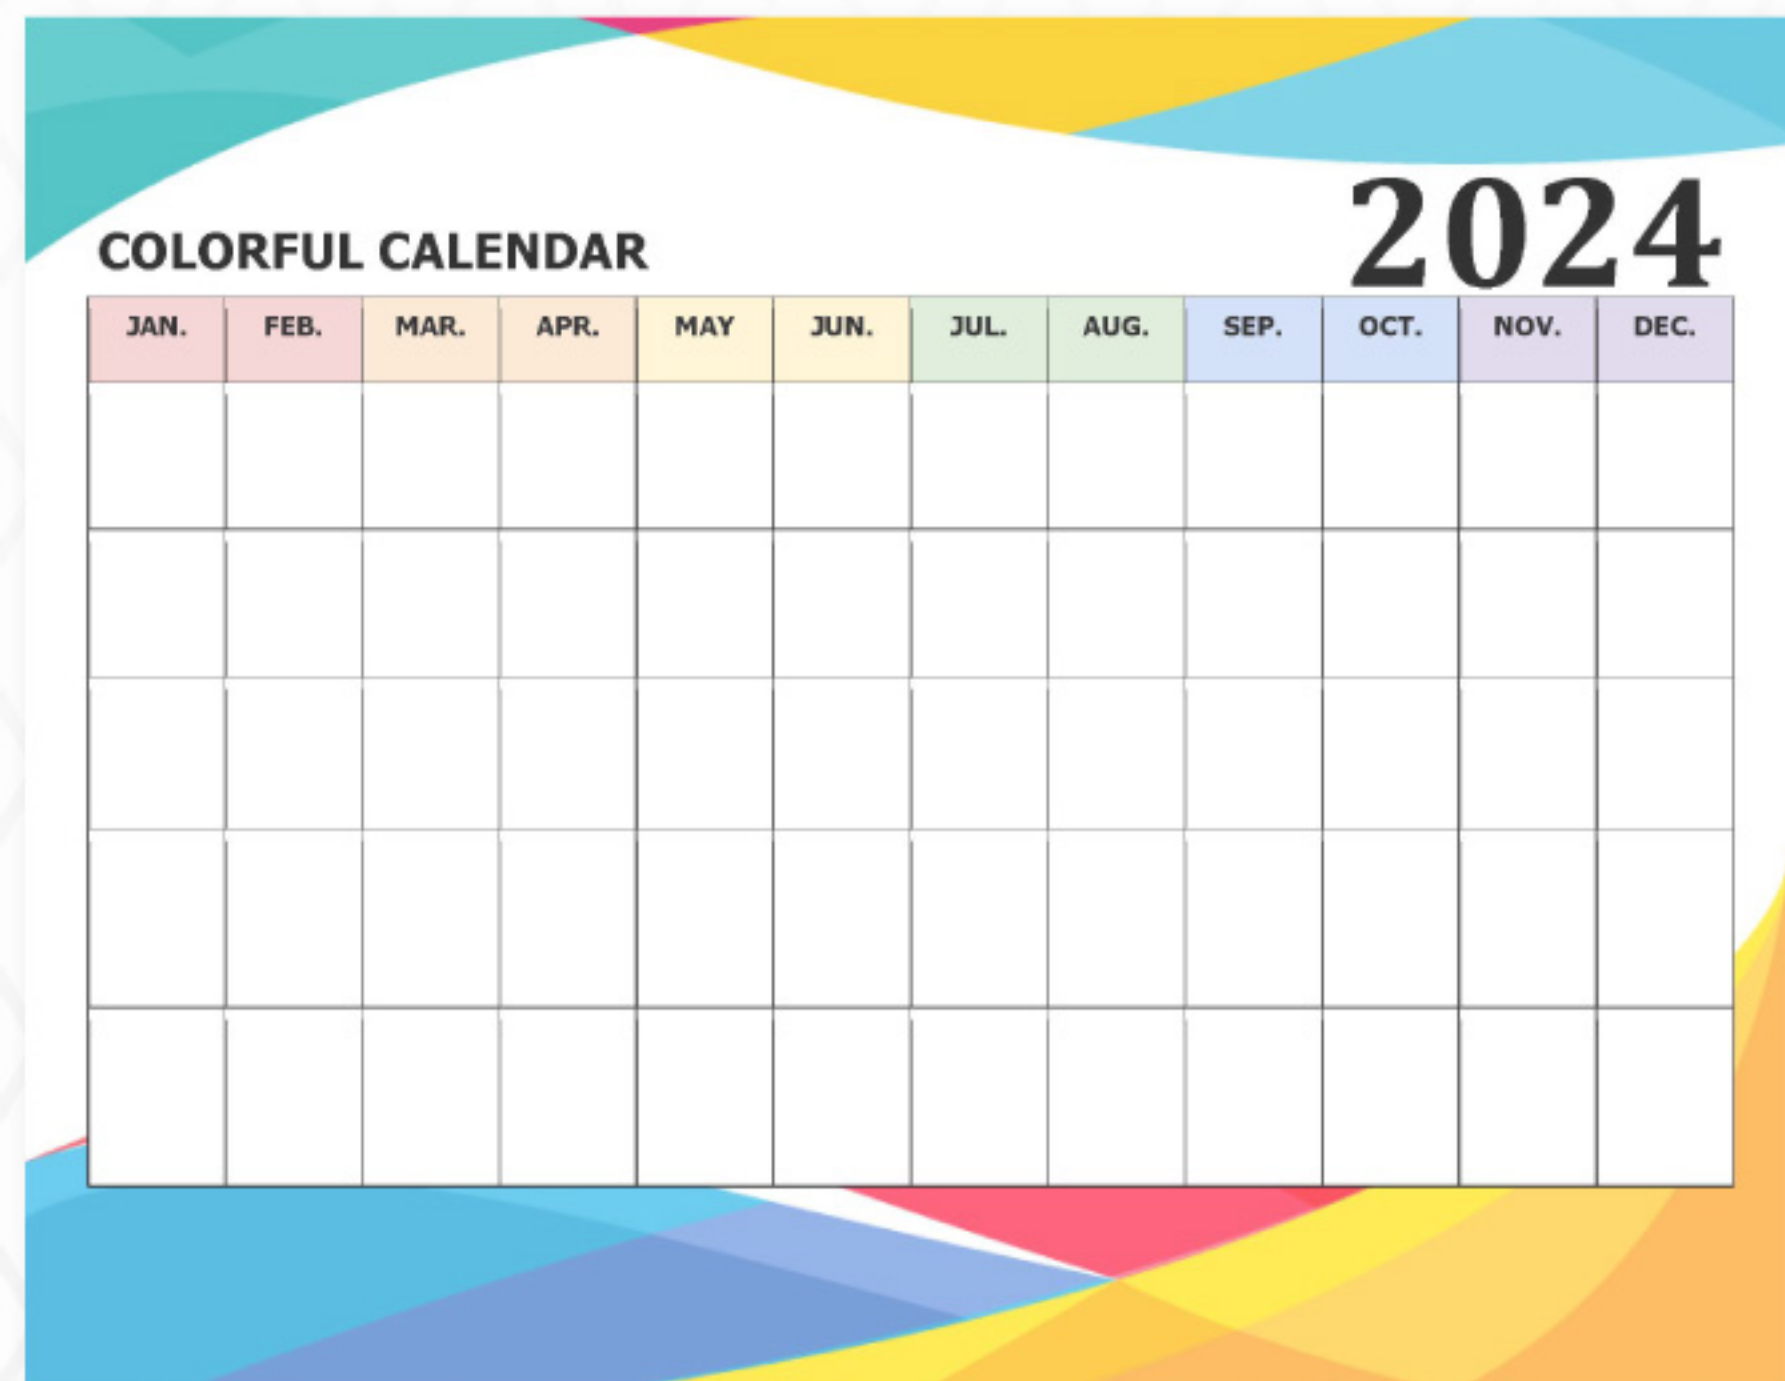 2024
COLORFUL CALENDAR
JAN. FEB. MAR. APR. MAY JUN. JUL. AUG. SEP. OCT. NOV. DEC.